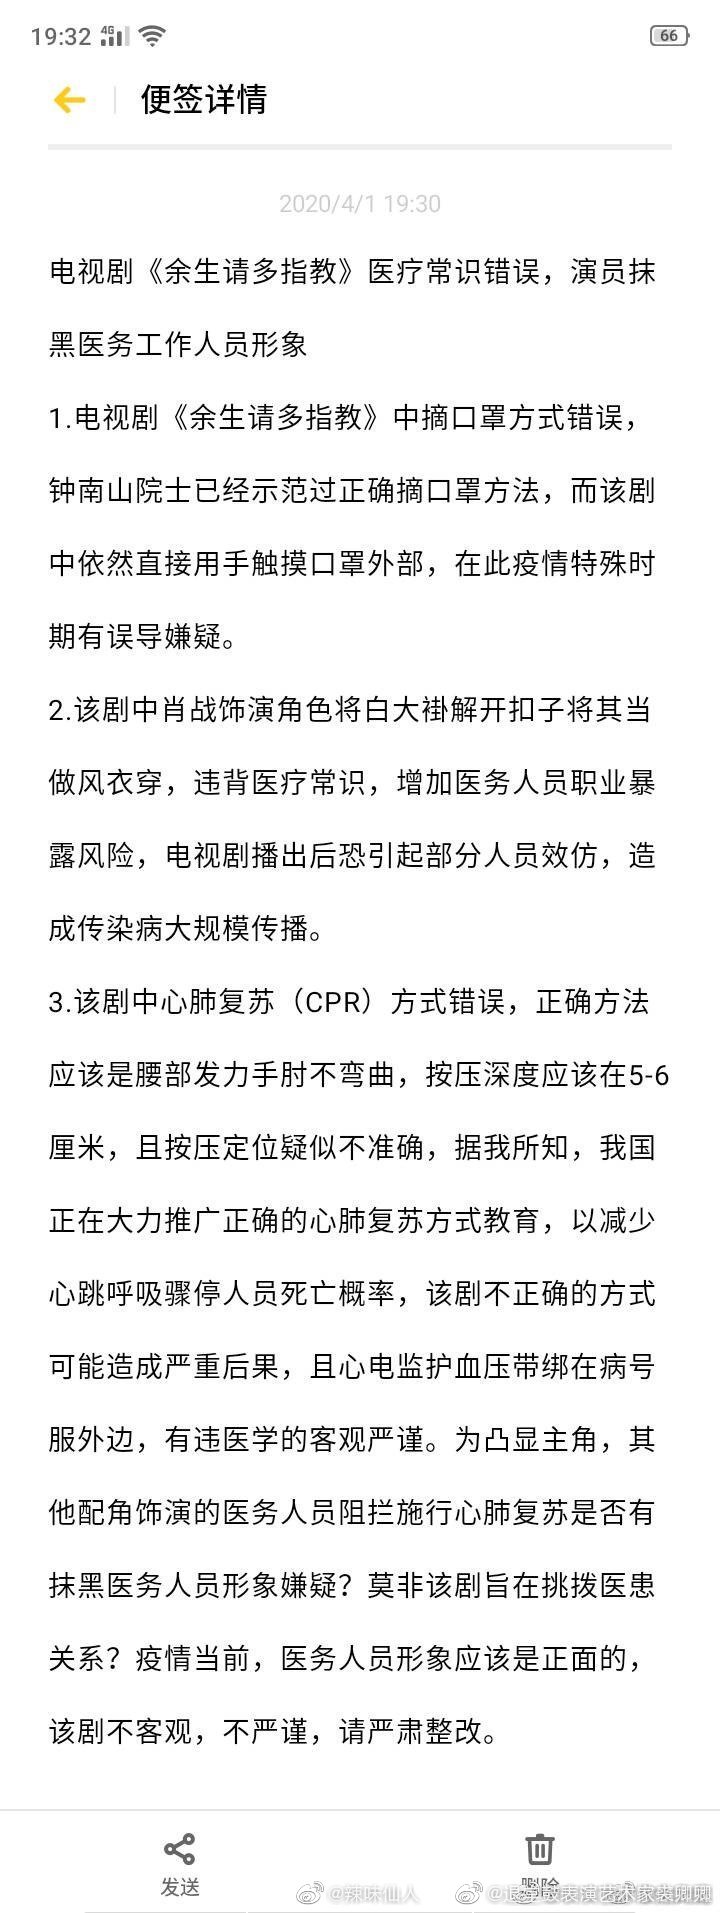 19:32 4G 66
便签详情
2020/4/1 19:30
电视剧《余生请多指教》医疗常识错误，演员抹
黑医务工作人员形象
1.电视剧《余生请多指教》中摘口罩方式错误，
钟南山院士已经示范过正确摘口罩方法，而该剧
中依然直接用手触摸口罩外部，在此疫情特殊时
期有误导嫌疑。
2.该剧中肖战饰演角色将白大褂解开扣子将其当
做风衣穿，违背医疗常识，增加医务人员职业暴
露风险，电视剧播出后恐引起部分人员效仿，造
成传染病大规模传播。
3.该剧中心肺复苏（CPR）方式错误，正确方法
应该是腰部发力手肘不弯曲，按压深度应该在5-6
厘米，且按压定位疑似不准确，据我所知，我国
正在大力推广正确的心肺复苏方式教育，以减少
心跳呼吸骤停人员死亡概率，该剧不正确的方式
可能造成严重后果，且心电监护血压带绑在病号
服外边，有违医学的客观严谨。为凸显主角，其
他配角饰演的医务人员阻拦施行心肺复苏是否有
抹黑医务人员形象嫌疑？莫非该剧旨在挑拨医患
关系？疫情当前，医务人员形象应该是正面的，
该剧不客观，不严谨，请严肃整改。
发送 删除
@辣味仙人